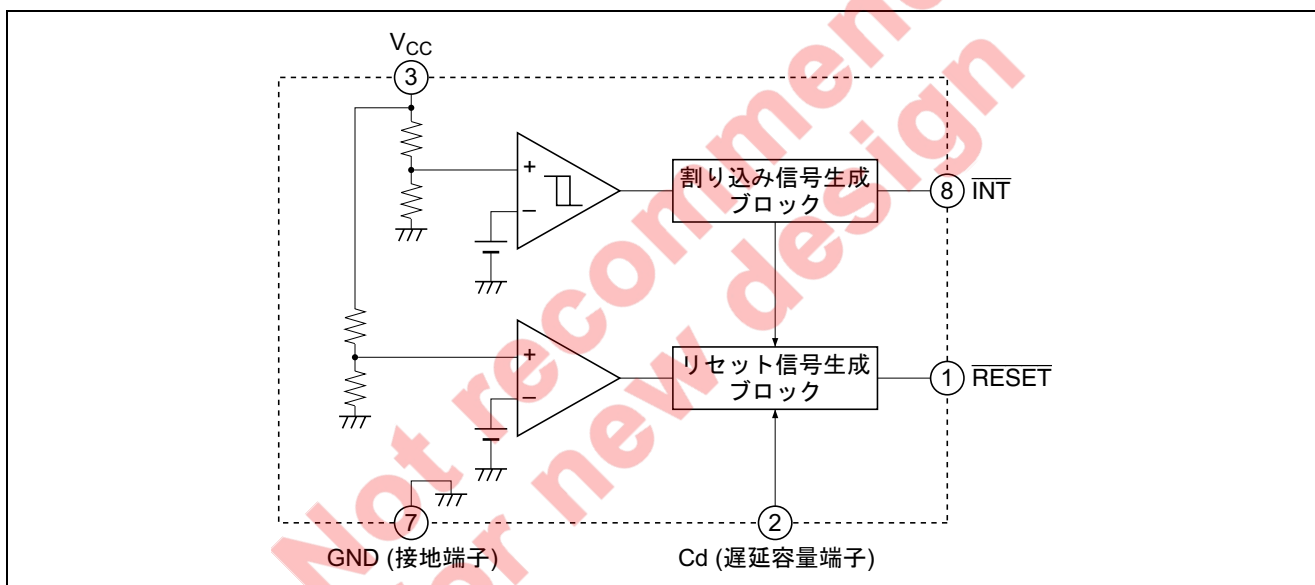 VCC
3
+
−
割り込み信号生成
ブロック
8 INT
+
−
リセット信号生成
ブロック
1 RESET
7
GND (接地端子)
2
Cd (遅延容量端子)
Not recommen
for new design